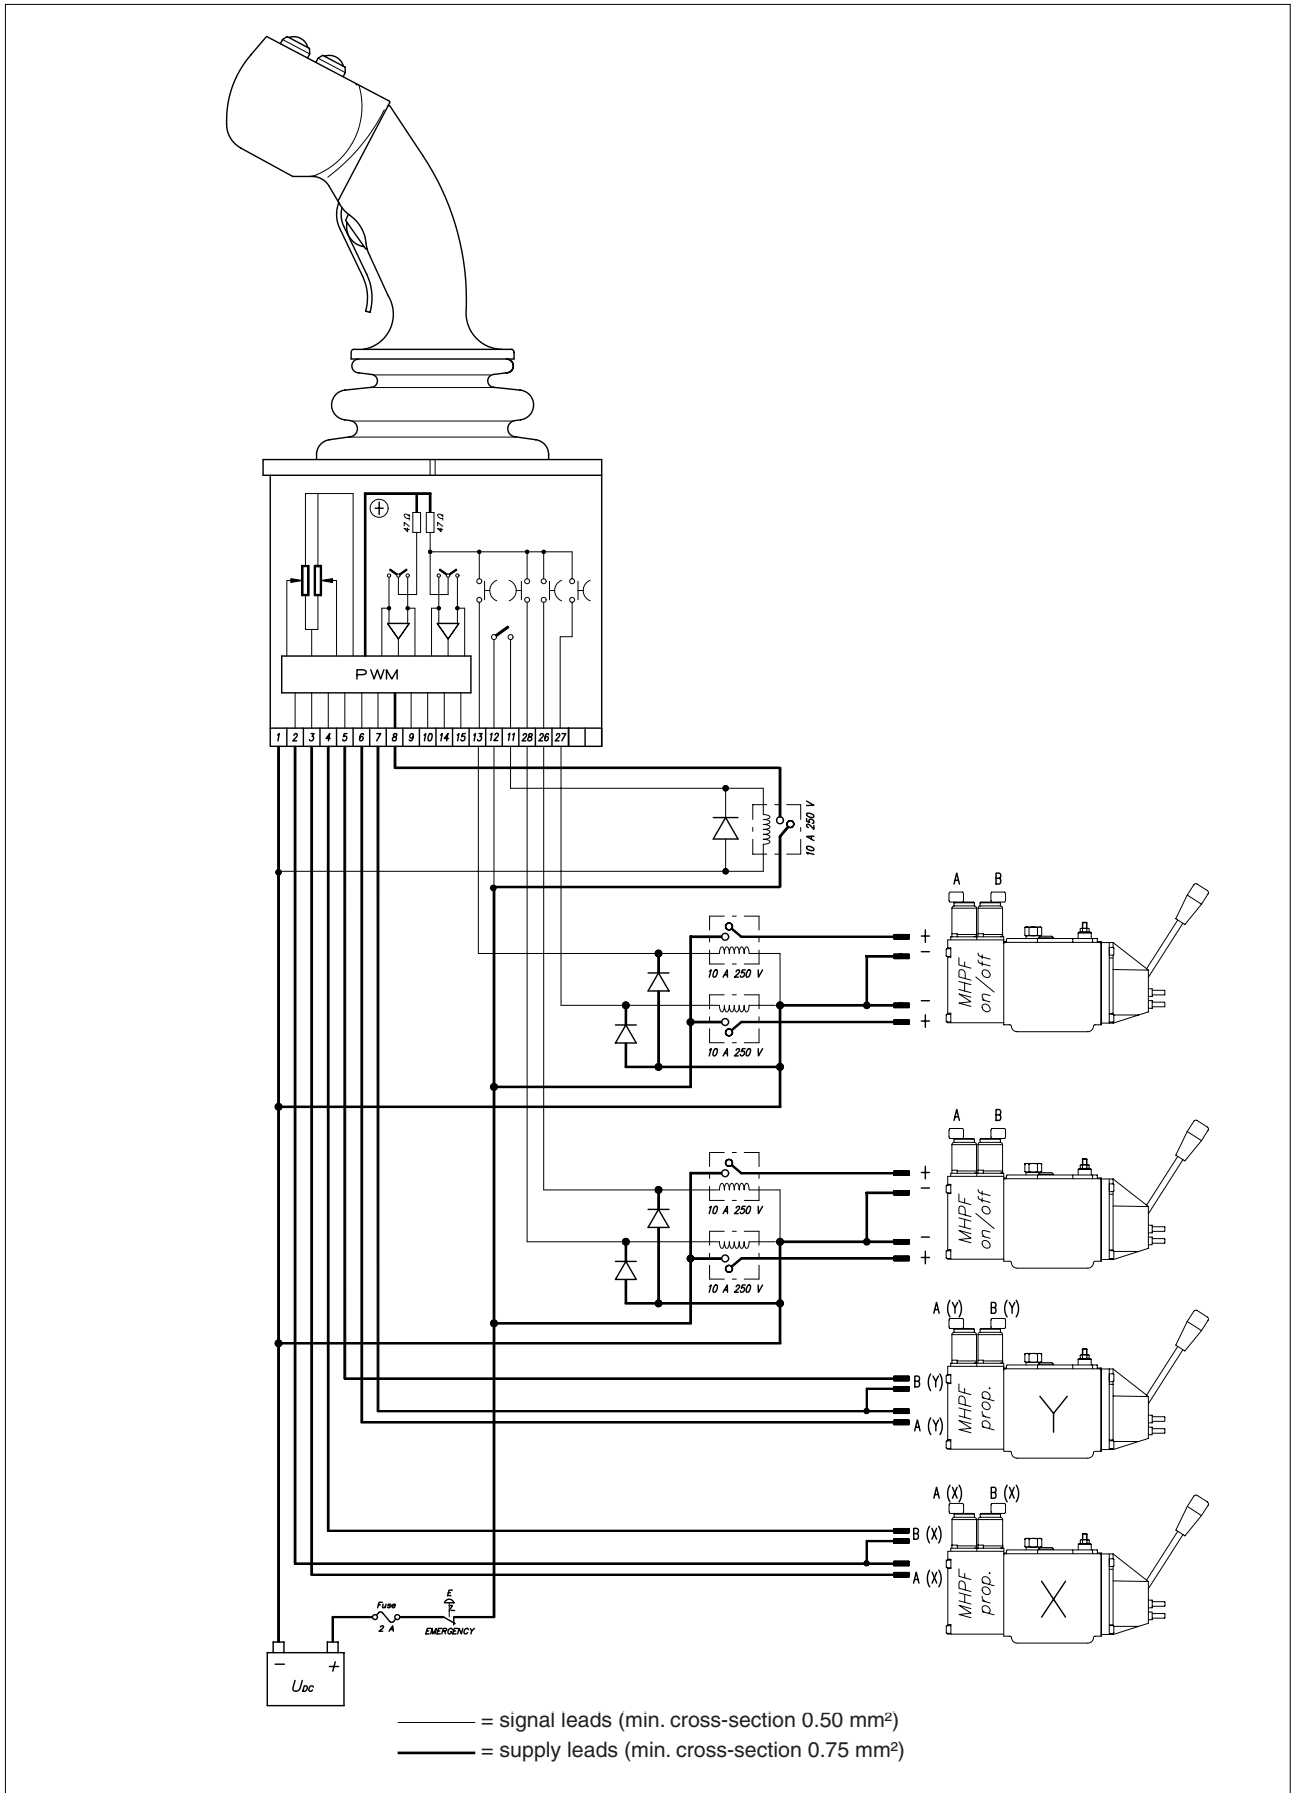 +
47 Ω
47 Ω
PWM
1 2 3 4 5 6 7 8 9 10 14 15 13 12 11 28 26 27
10 A 250 V
A B
+
−
10 A 250 V
MHPF
on/off
−
+
10 A 250 V
A B
+
−
10 A 250 V
MHPF
on/off
−
+
10 A 250 V
A (Y) B (Y)
B (Y)
MHPF
prop.
Y
A (Y)
A (X) B (X)
B (X)
MHPF
prop.
X
A (X)
E
Fuse
2 A
EMERGENCY
− +
UDC
= signal leads (min. cross-section 0.50 mm²)
= supply leads (min. cross-section 0.75 mm²)